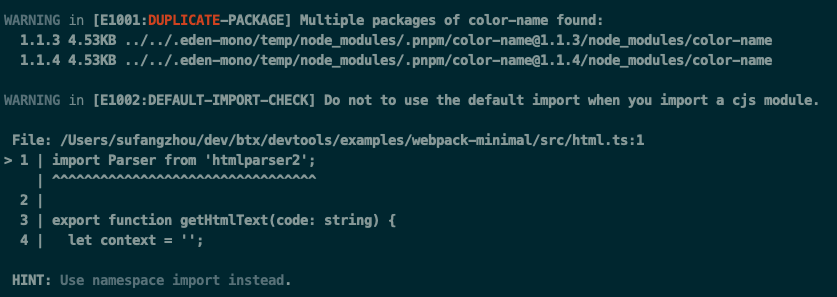 WARNING in [E1001:DUPLICATE-PACKAGE] Multiple packages of color-name found:
  1.1.3 4.53KB ../../.eden-mono/temp/node_modules/.pnpm/color-name@1.1.3/node_modules/color-name
  1.1.4 4.53KB ../../.eden-mono/temp/node_modules/.pnpm/color-name@1.1.4/node_modules/color-name

WARNING in [E1002:DEFAULT-IMPORT-CHECK] Do not to use the default import when you import a cjs module.

 File: /Users/sufangzhou/dev/btx/devtools/examples/webpack-minimal/src/html.ts:1
> 1 | import Parser from 'htmlparser2';
    | ^^^^^^^^^^^^^^^^^^^^^^^^^^^^^^^^^
  2 |
  3 | export function getHtmlText(code: string) {
  4 |   let context = '';

 HINT: Use namespace import instead.